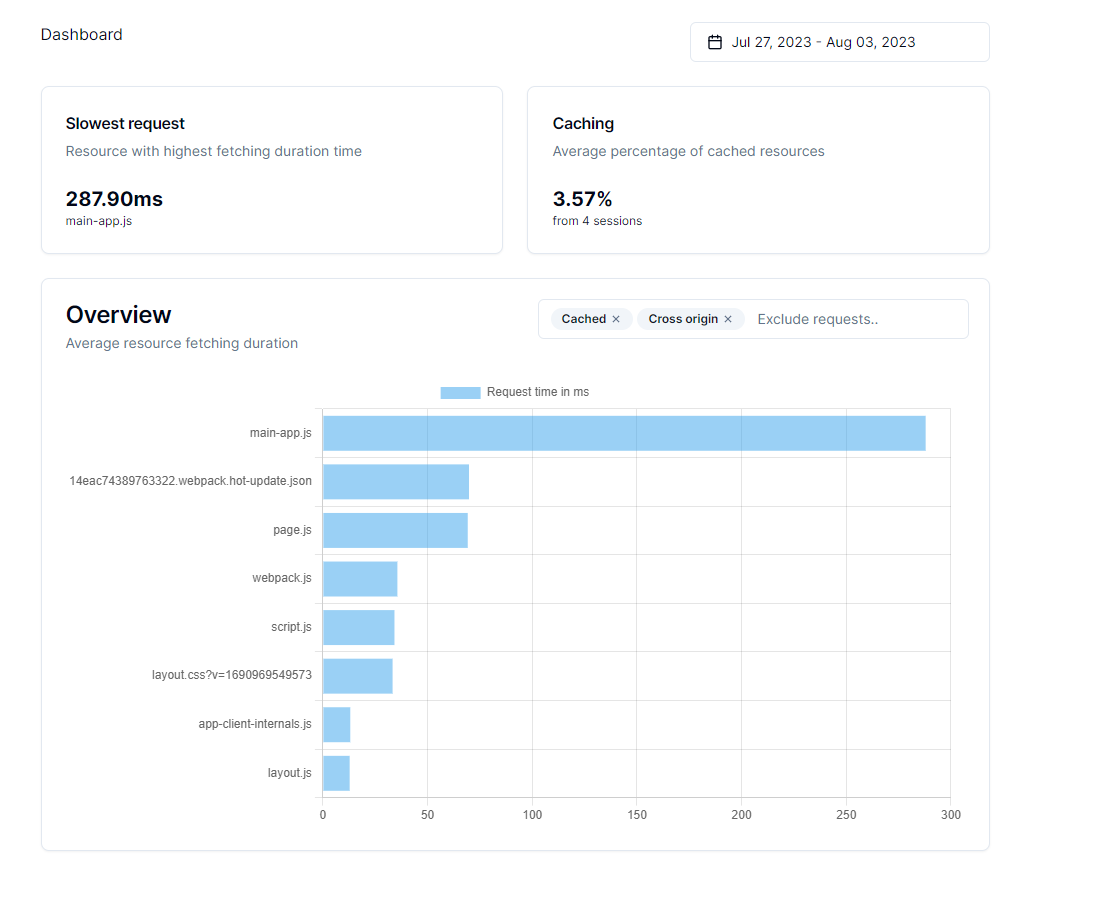 Dashboard
Jul 27, 2023 - Aug 03, 2023
Slowest request
Resource with highest fetching duration time
287.90ms
main-app.js
Caching
Average percentage of cached resources
3.57%
from 4 sessions
Overview
Average resource fetching duration
Cached × Cross origin × Exclude requests..
Request time in ms
main-app.js
14eac74389763322.webpack.hot-update.json
page.js
webpack.js
script.js
layout.css?v=1690969549573
app-client-internals.js
layout.js
0 50 100 150 200 250 300